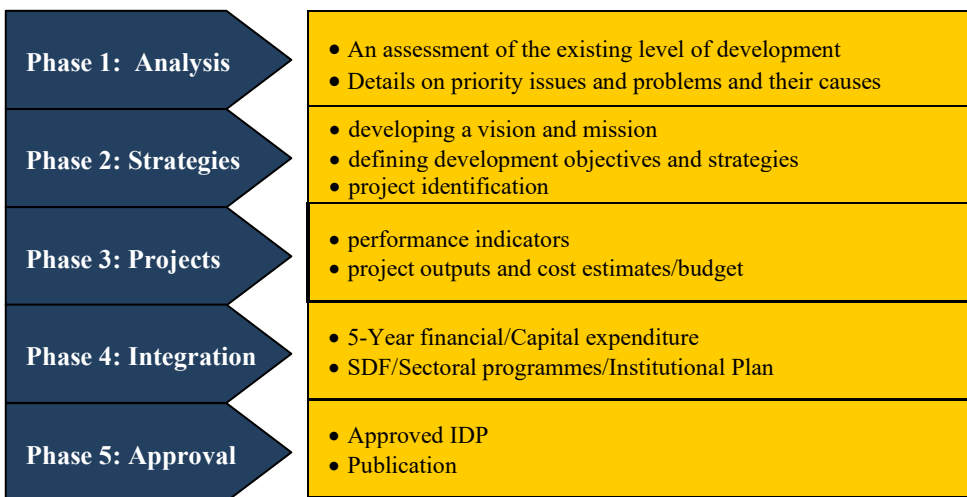 Phase 1: Analysis
• An assessment of the existing level of development
• Details on priority issues and problems and their causes
Phase 2: Strategies
• developing a vision and mission
• defining development objectives and strategies
• project identification
Phase 3: Projects
• performance indicators
• project outputs and cost estimates/budget
Phase 4: Integration
• 5-Year financial/Capital expenditure
• SDF/Sectoral programmes/Institutional Plan
Phase 5: Approval
• Approved IDP
• Publication